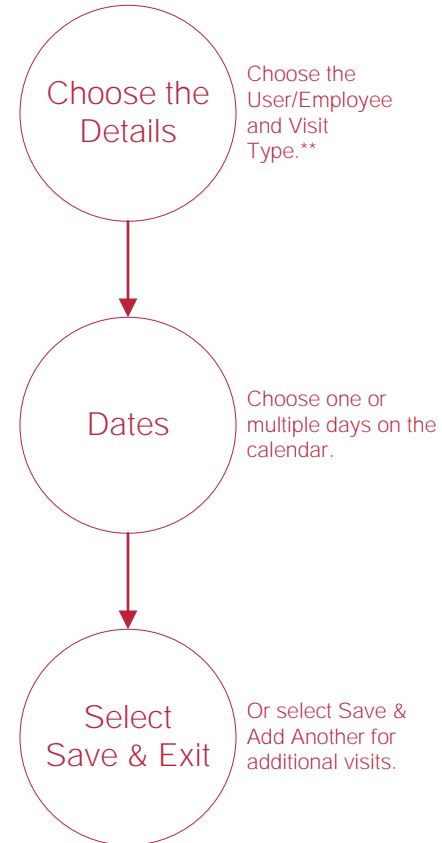 Choose the
Details
Choose the
User/Employee
and Visit
Type.**
Dates
Choose one or
multiple days on the
calendar.
Select
Save & Exit
Or select Save &
Add Another for
additional visits.